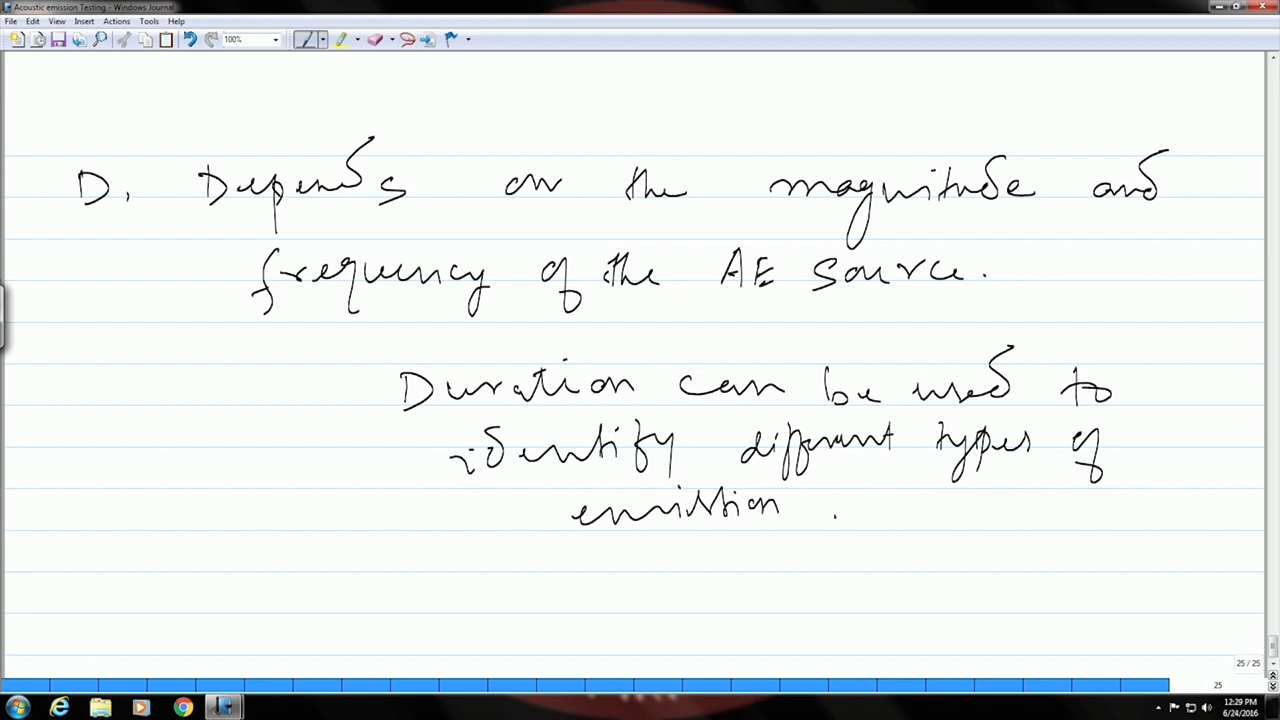 Acoustic emission Testing - Windows Journal
File Edit View Insert Actions Tools Help
100%
D. Depends on the magnitude and
frequency of the AE source.
Duration can be used to
identify different types of
emission.
25 / 25
25
12:29 PM
6/24/2016